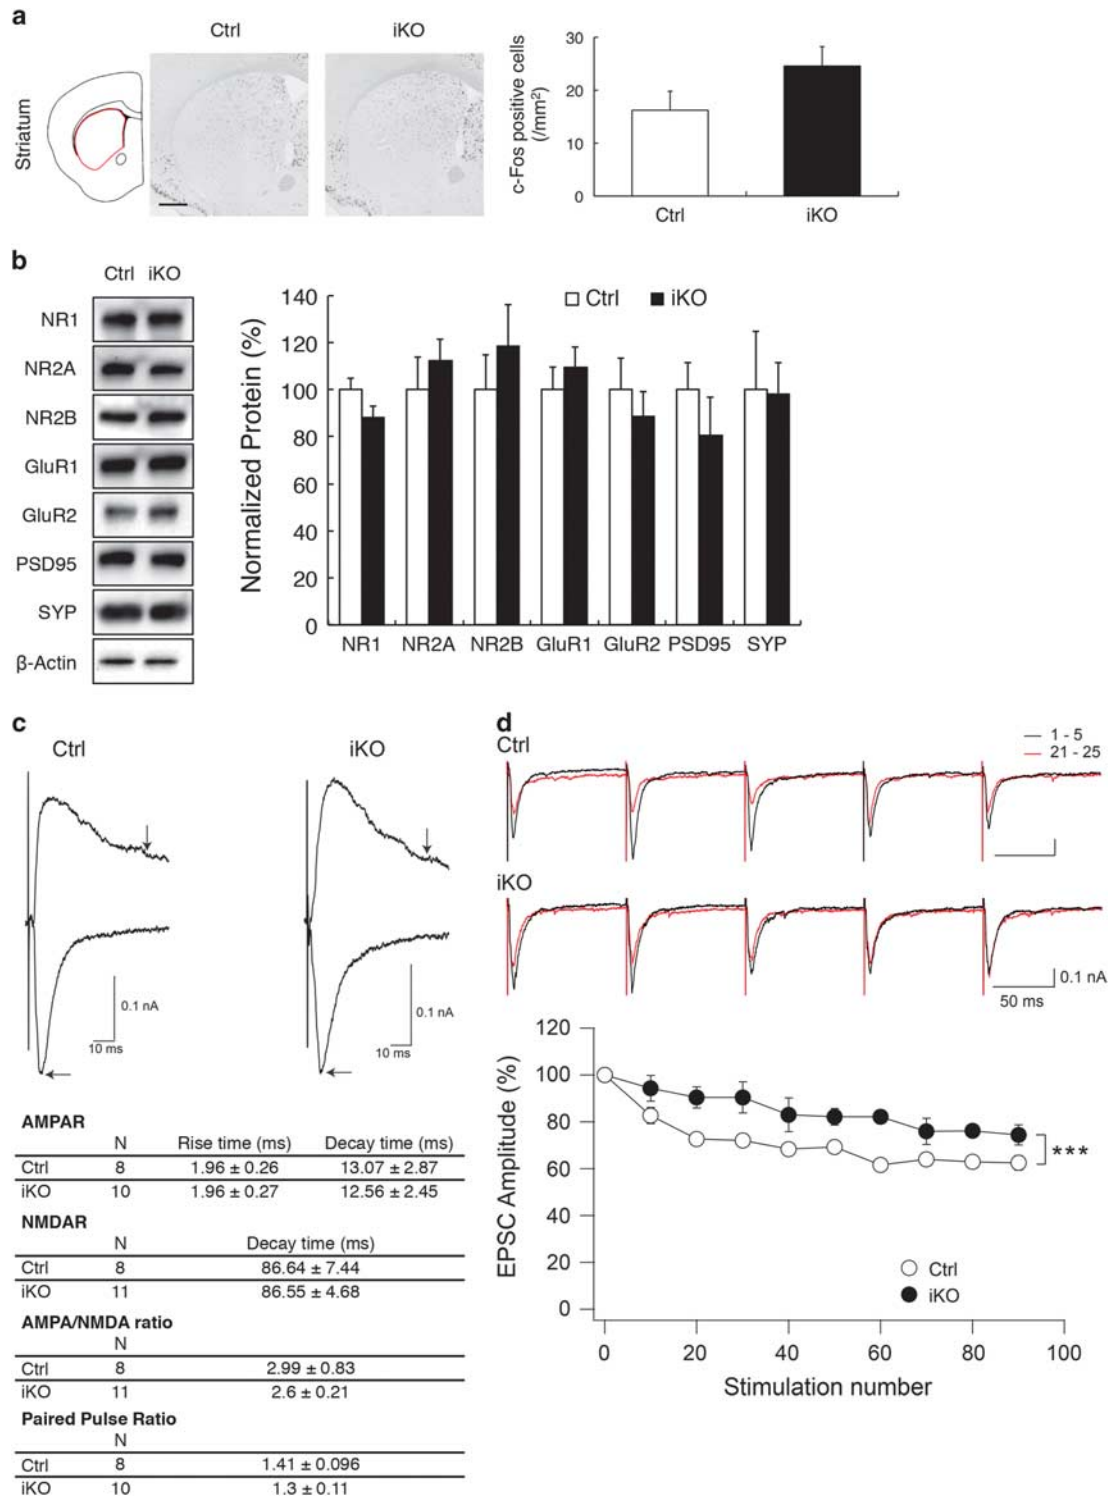 a
Ctrl
iKO
Striatum
c-Fos positive cells
(/mm²)
30
20
10
0
Ctrl
iKO
b
Ctrl iKO
NR1
NR2A
NR2B
GluR1
GluR2
PSD95
SYP
β-Actin
Normalized Protein (%)
140
120
100
80
60
40
20
0
Ctrl
iKO
NR1 NR2A NR2B GluR1 GluR2 PSD95 SYP
c
Ctrl
iKO
0.1 nA
10 ms
0.1 nA
10 ms
AMPAR
N Rise time (ms) Decay time (ms)
Ctrl 8 1.96 ± 0.26 13.07 ± 2.87
iKO 10 1.96 ± 0.27 12.56 ± 2.45
NMDAR
N Decay time (ms)
Ctrl 8 86.64 ± 7.44
iKO 11 86.55 ± 4.68
AMPA/NMDA ratio
N
Ctrl 8 2.99 ± 0.83
iKO 11 2.6 ± 0.21
Paired Pulse Ratio
N
Ctrl 8 1.41 ± 0.096
iKO 10 1.3 ± 0.11
d
Ctrl
1 - 5
21 - 25
iKO
0.1 nA
50 ms
EPSC Amplitude (%)
120
100
80
60
40
20
0
***
Ctrl
iKO
0 20 40 60 80 100
Stimulation number